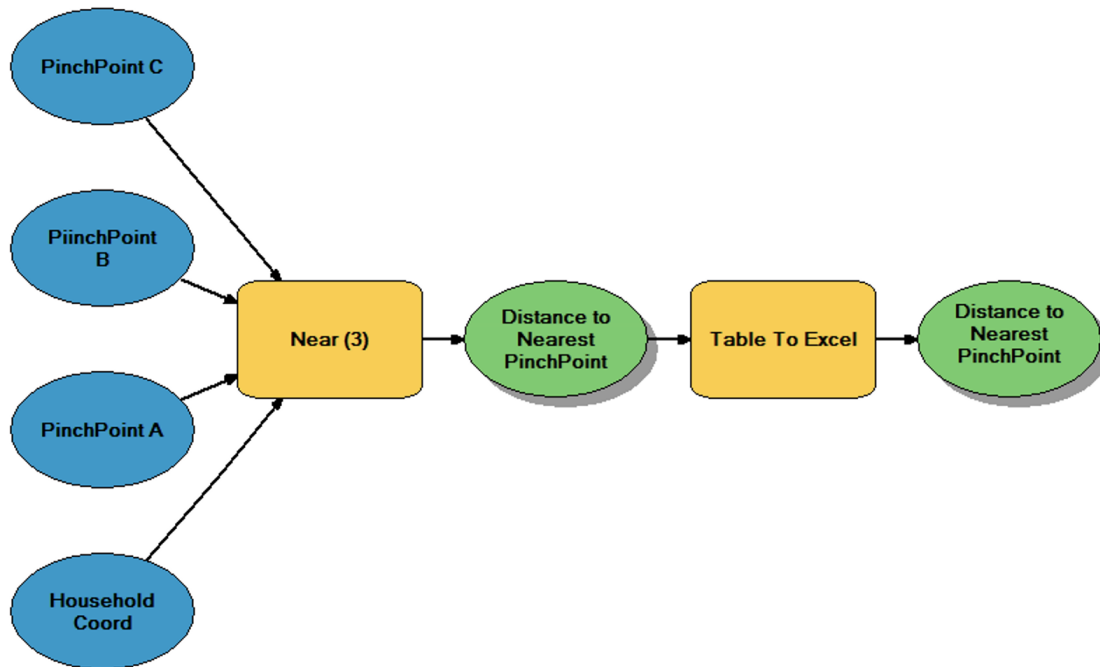 PinchPoint C
PiinchPoint
B
PinchPoint A
Household
Coord
Near (3)
Distance to
Nearest
PinchPoint
Table To Excel
Distance to
Nearest
PinchPoint